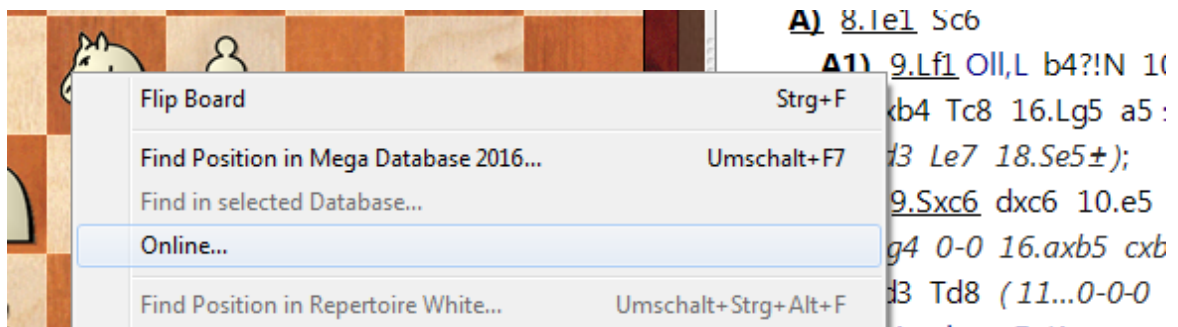 A) 8.Te1 Sc6
A1) 9.Lf1 Oll,L b4?!N
Flip Board Strg+F
xb4 Tc8 16.Lg5 a5
Find Position in Mega Database 2016... Umschalt+F7
d3 Le7 18.Se5±);
Find in selected Database...
9.Sxc6 dxc6 10.e5
Online...
g4 0-0 16.axb5 cxb
d3 Td8 (11...0-0-0
Find Position in Repertoire White... Umschalt+Strg+Alt+F